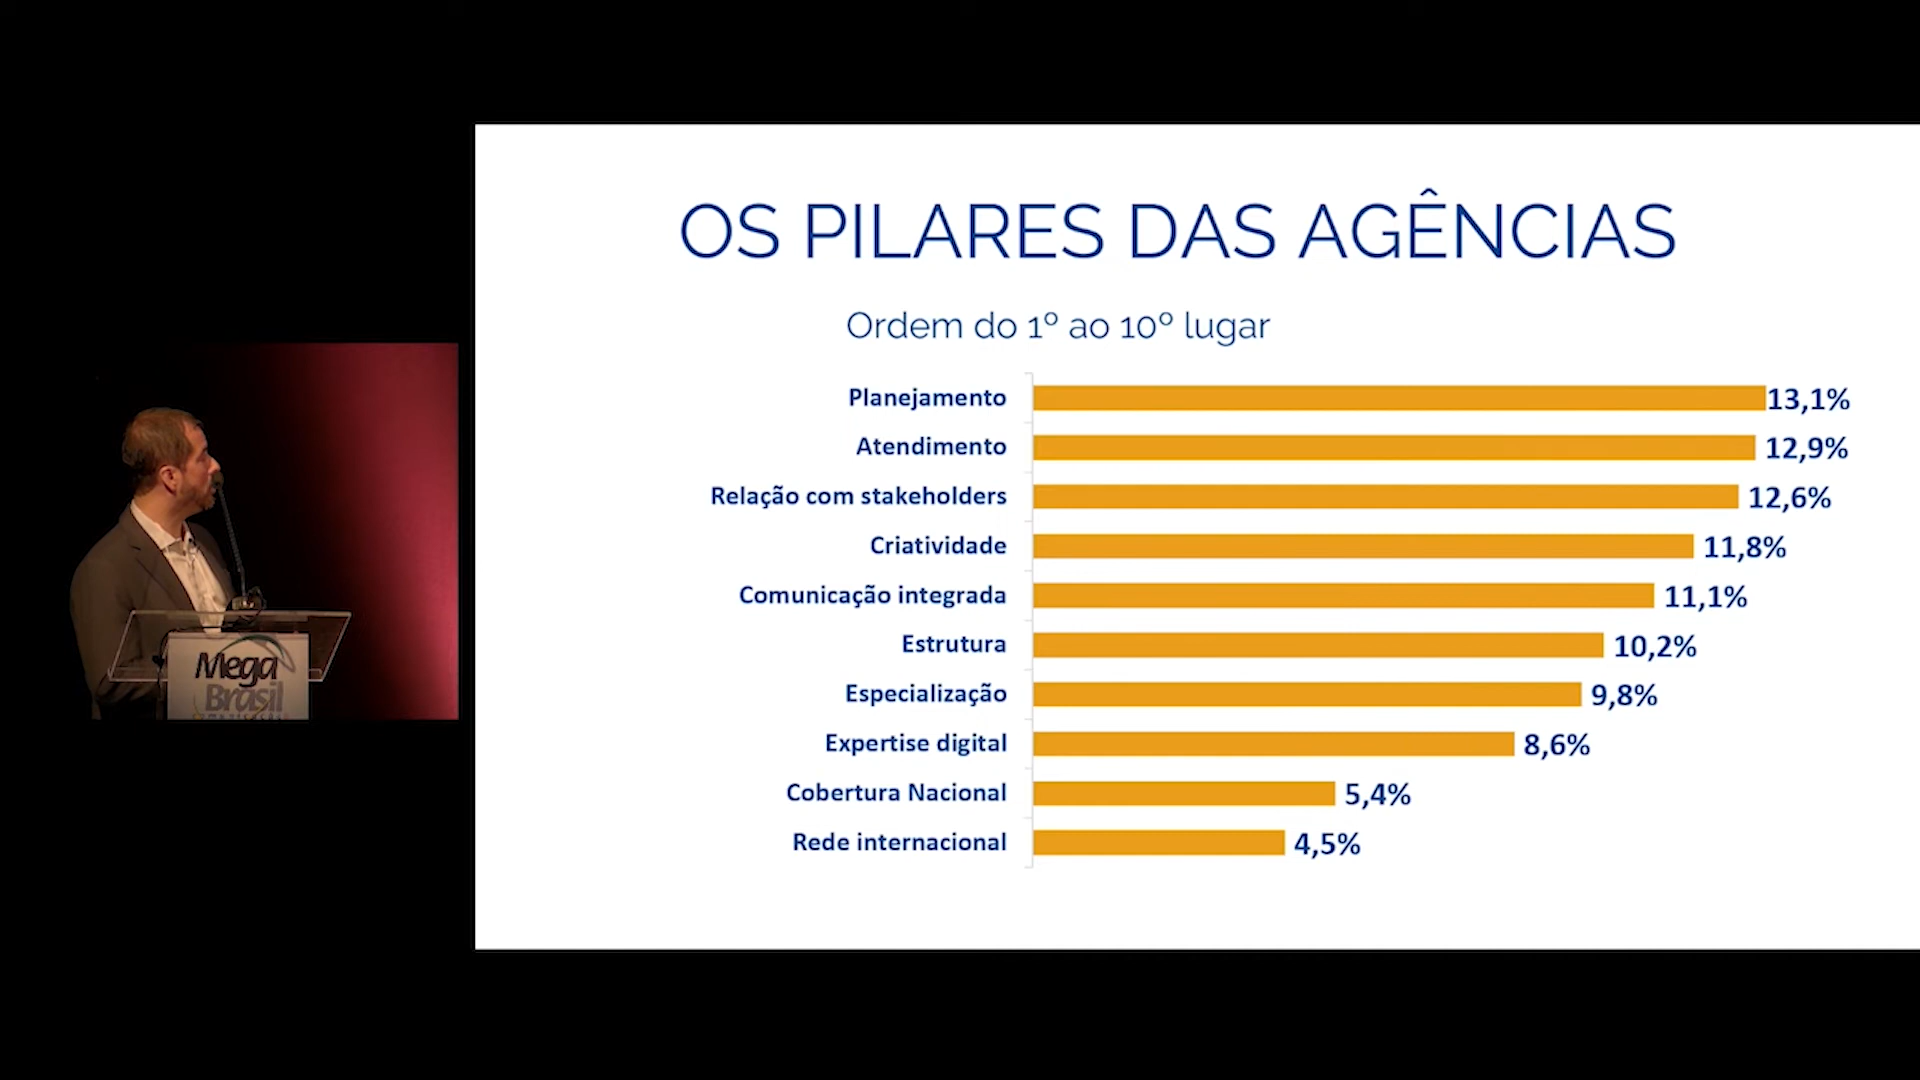 OS PILARES DAS AGÊNCIAS
Ordem do 1º ao 10º lugar
Planejamento 13,1%
Atendimento 12,9%
Relação com stakeholders 12,6%
Criatividade 11,8%
Comunicação integrada 11,1%
Estrutura 10,2%
Especialização 9,8%
Expertise digital 8,6%
Cobertura Nacional 5,4%
Rede internacional 4,5%
Mega
Brasil